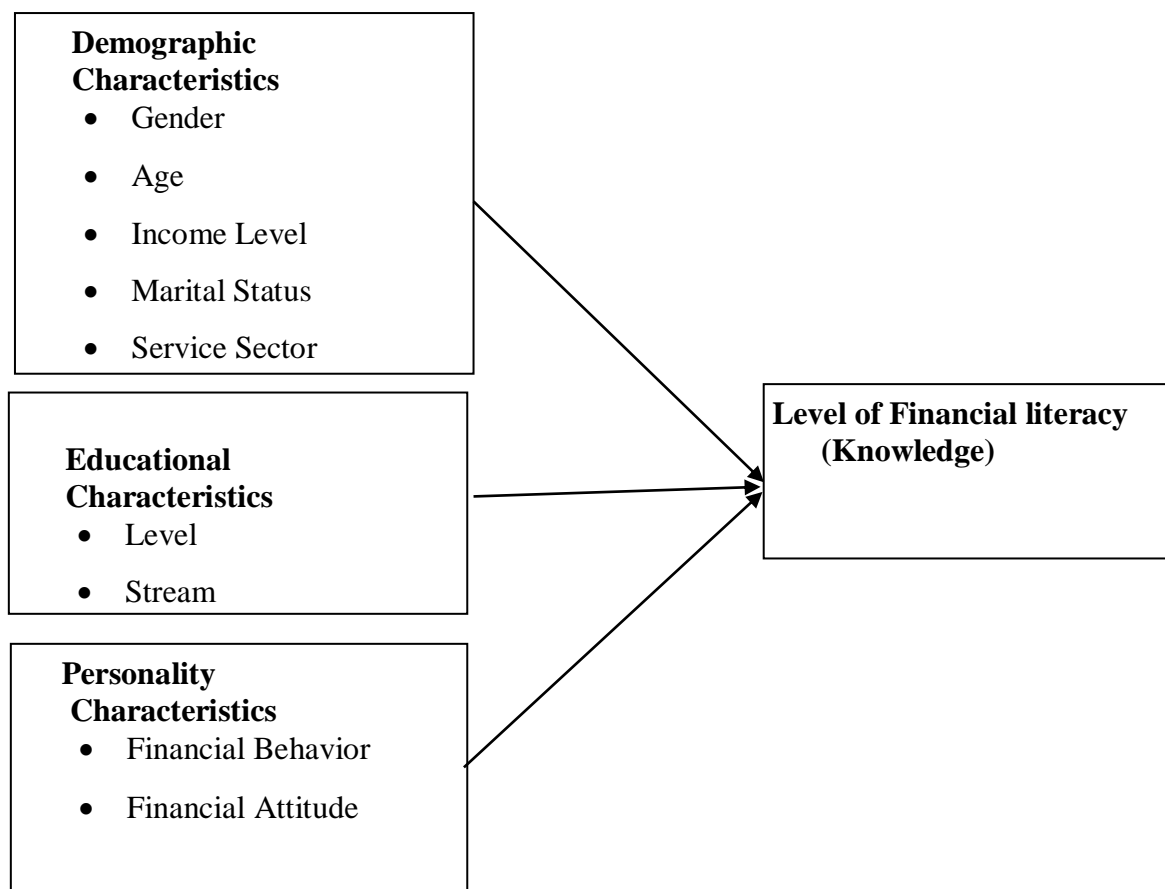 Demographic
Characteristics
• Gender
• Age
• Income Level
• Marital Status
• Service Sector
Educational
Characteristics
• Level
• Stream
Personality
Characteristics
• Financial Behavior
• Financial Attitude
Level of Financial literacy
(Knowledge)